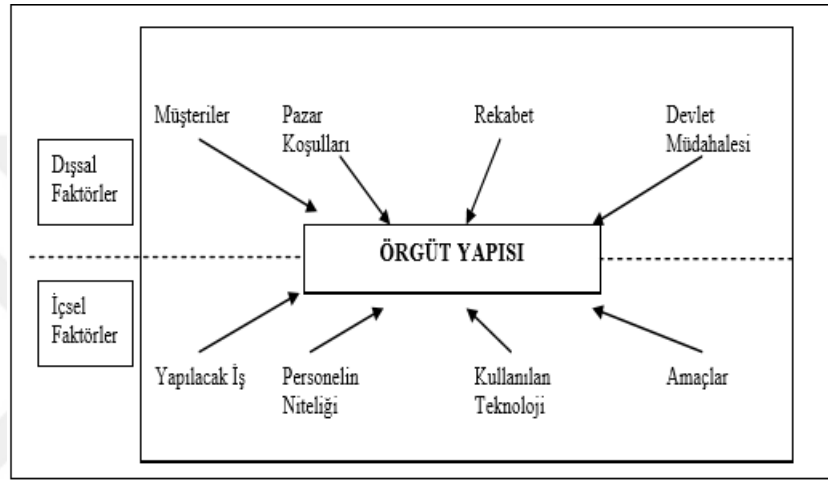 Müşteriler
Pazar
Koşulları
Rekabet
Devlet
Müdahalesi
Dışsal
Faktörler
ÖRGÜT YAPISI
İçsel
Faktörler
Yapılacak İş
Personelin
Niteliği
Kullanılan
Teknoloji
Amaçlar